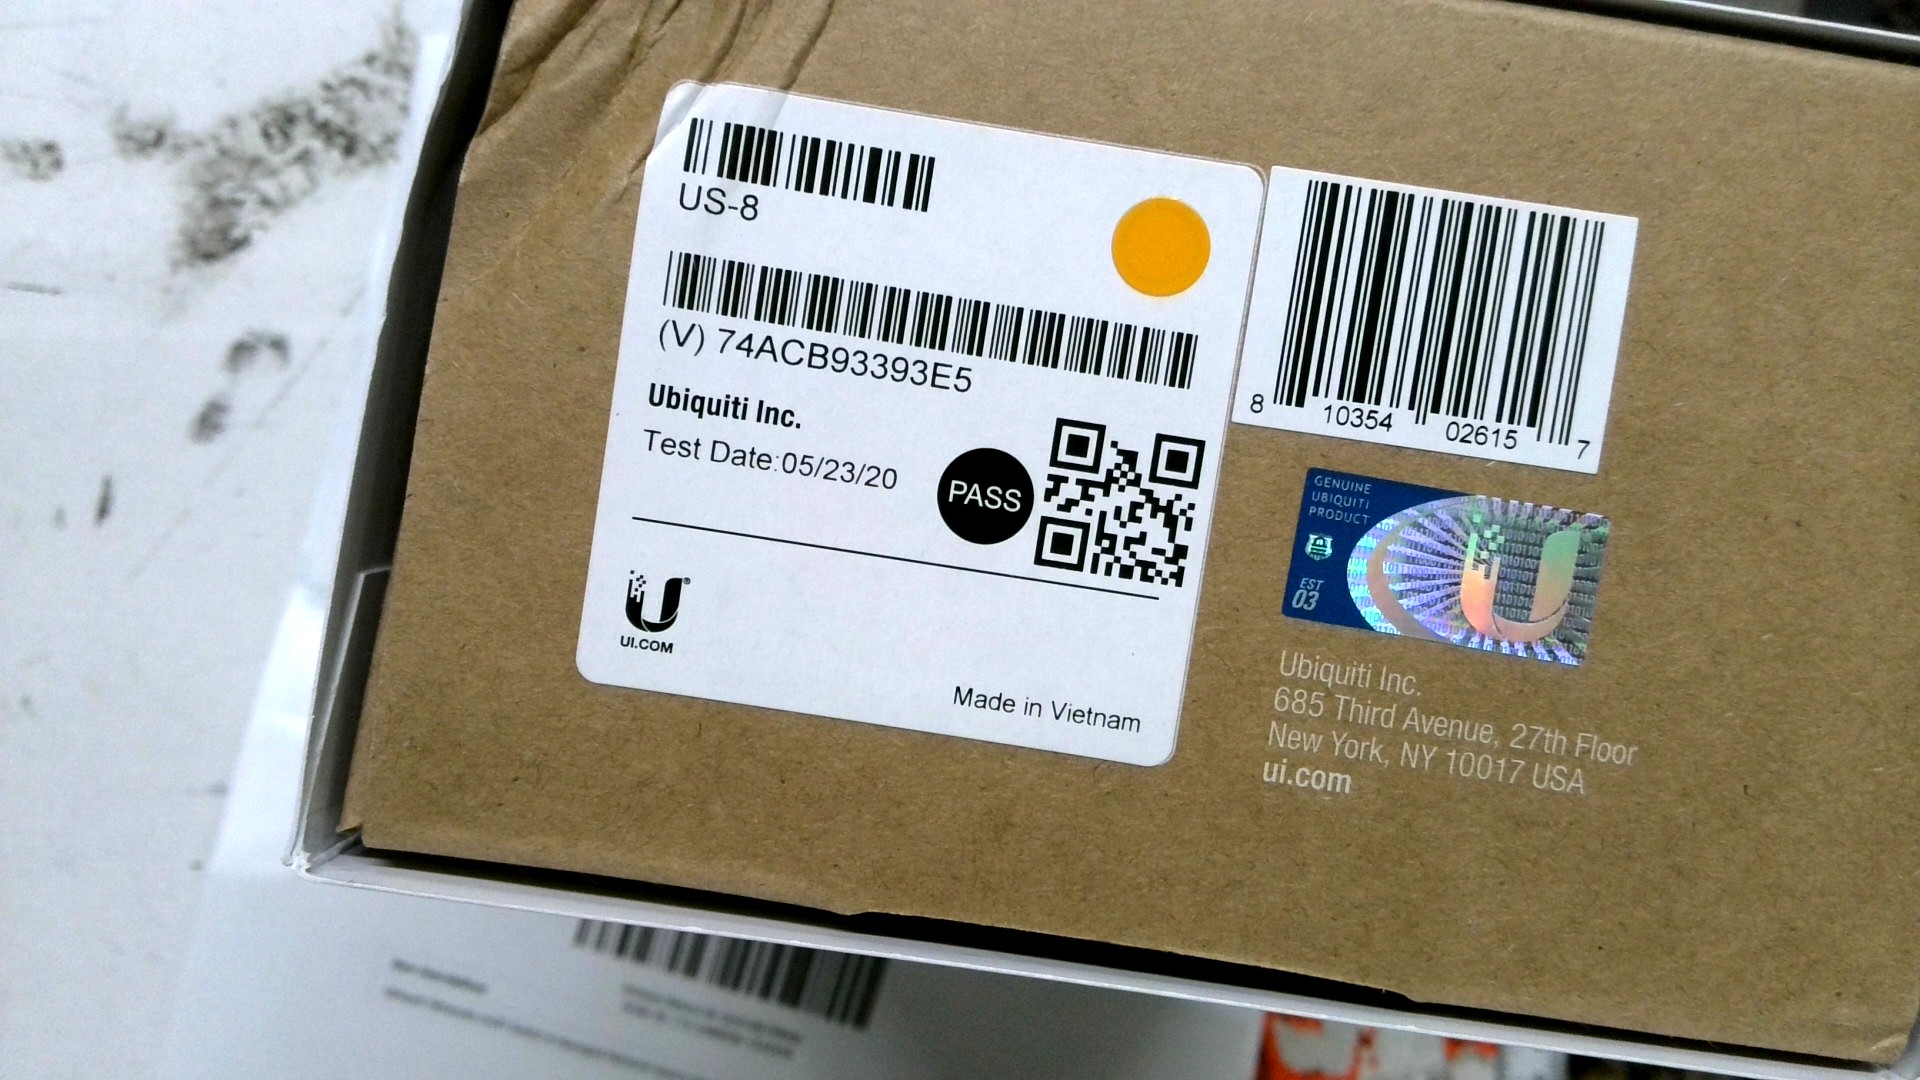 US-8
(V) 74ACB93393E5
Ubiquiti Inc.
Test Date:05/23/20
PASS
UI.COM
Made in Vietnam
8 10354 02615 7
GENUINE
UBIQUITI
PRODUCT
EST
03
Ubiquiti Inc.
685 Third Avenue, 27th Floor
New York, NY 10017 USA
ui.com